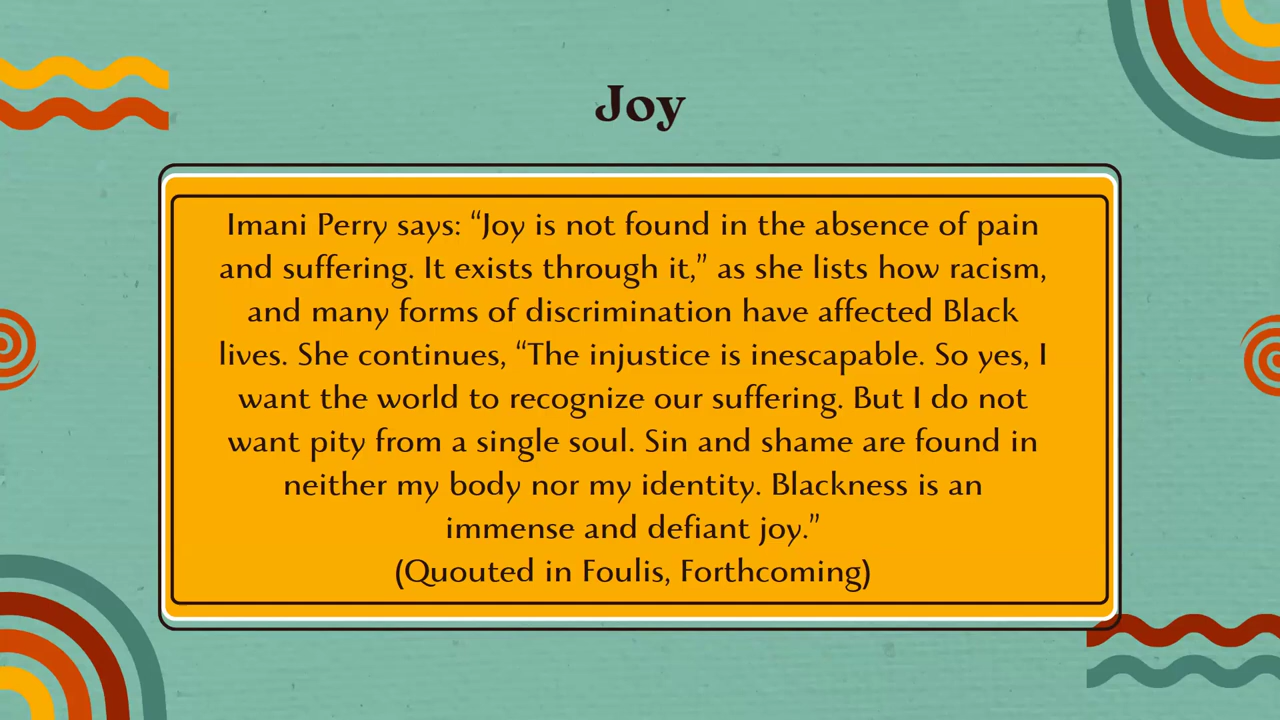 Joy
Imani Perry says: “Joy is not found in the absence of pain
and suffering. It exists through it,” as she lists how racism,
and many forms of discrimination have affected Black
lives. She continues, “The injustice is inescapable. So yes, I
want the world to recognize our suffering. But I do not
want pity from a single soul. Sin and shame are found in
neither my body nor my identity. Blackness is an
immense and defiant joy.”
(Quouted in Foulis, Forthcoming)